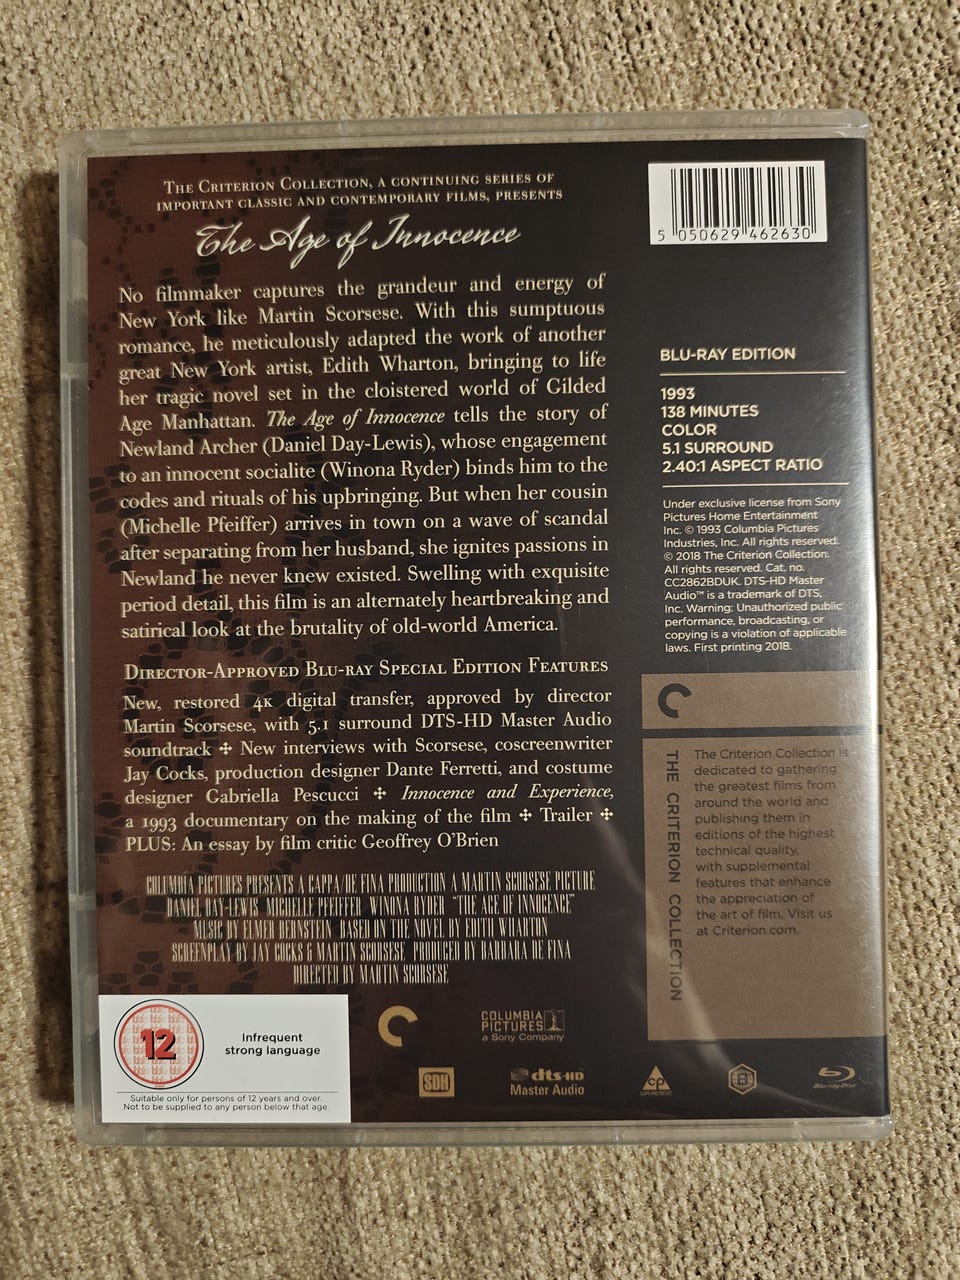 The Criterion Collection, a continuing series of
important classic and contemporary films, presents
The Age of Innocence
No filmmaker captures the grandeur and energy of
New York like Martin Scorsese. With this sumptuous
romance, he meticulously adapted the work of another
great New York artist, Edith Wharton, bringing to life
her tragic novel set in the cloistered world of Gilded
Age Manhattan. The Age of Innocence tells the story of
Newland Archer (Daniel Day-Lewis), whose engagement
to an innocent socialite (Winona Ryder) binds him to the
codes and rituals of his upbringing. But when her cousin
(Michelle Pfeiffer) arrives in town on a wave of scandal
after separating from her husband, she ignites passions in
Newland he never knew existed. Swelling with exquisite
period detail, this film is an alternately heartbreaking and
satirical look at the brutality of old-world America.
Director-Approved Blu-ray Special Edition Features
New, restored 4K digital transfer, approved by director
Martin Scorsese, with 5.1 surround DTS-HD Master Audio
soundtrack ✣ New interviews with Scorsese, coscreenwriter
Jay Cocks, production designer Dante Ferretti, and costume
designer Gabriella Pescucci ✣ Innocence and Experience,
a 1993 documentary on the making of the film ✣ Trailer ✣
PLUS: An essay by film critic Geoffrey O'Brien
COLUMBIA PICTURES PRESENTS A CAPPA/DE FINA PRODUCTION A MARTIN SCORSESE PICTURE
DANIEL DAY-LEWIS MICHELLE PFEIFFER WINONA RYDER "THE AGE OF INNOCENCE"
MUSIC BY ELMER BERNSTEIN BASED ON THE NOVEL BY EDITH WHARTON
SCREENPLAY BY JAY COCKS & MARTIN SCORSESE PRODUCED BY BARBARA DE FINA
DIRECTED BY MARTIN SCORSESE
12
Infrequent
strong language
Suitable only for persons of 12 years and over.
Not to be supplied to any person below that age.
COLUMBIA
PICTURES
a Sony Company
SDH
dts-HD
Master Audio
CP
Blu-ray Disc
5 050629 462630
BLU-RAY EDITION
1993
138 MINUTES
COLOR
5.1 SURROUND
2.40:1 ASPECT RATIO
Under exclusive license from Sony
Pictures Home Entertainment
Inc. © 1993 Columbia Pictures
Industries, Inc. All rights reserved.
© 2018 The Criterion Collection.
All rights reserved. Cat. no.
CC2862BDUK. DTS-HD Master
Audio™ is a trademark of DTS,
Inc. Warning: Unauthorized public
performance, broadcasting, or
copying is a violation of applicable
laws. First printing 2018.
THE CRITERION COLLECTION
The Criterion Collection is
dedicated to gathering
the greatest films from
around the world and
publishing them in
editions of the highest
technical quality,
with supplemental
features that enhance
the appreciation of
the art of film. Visit us
at Criterion.com.